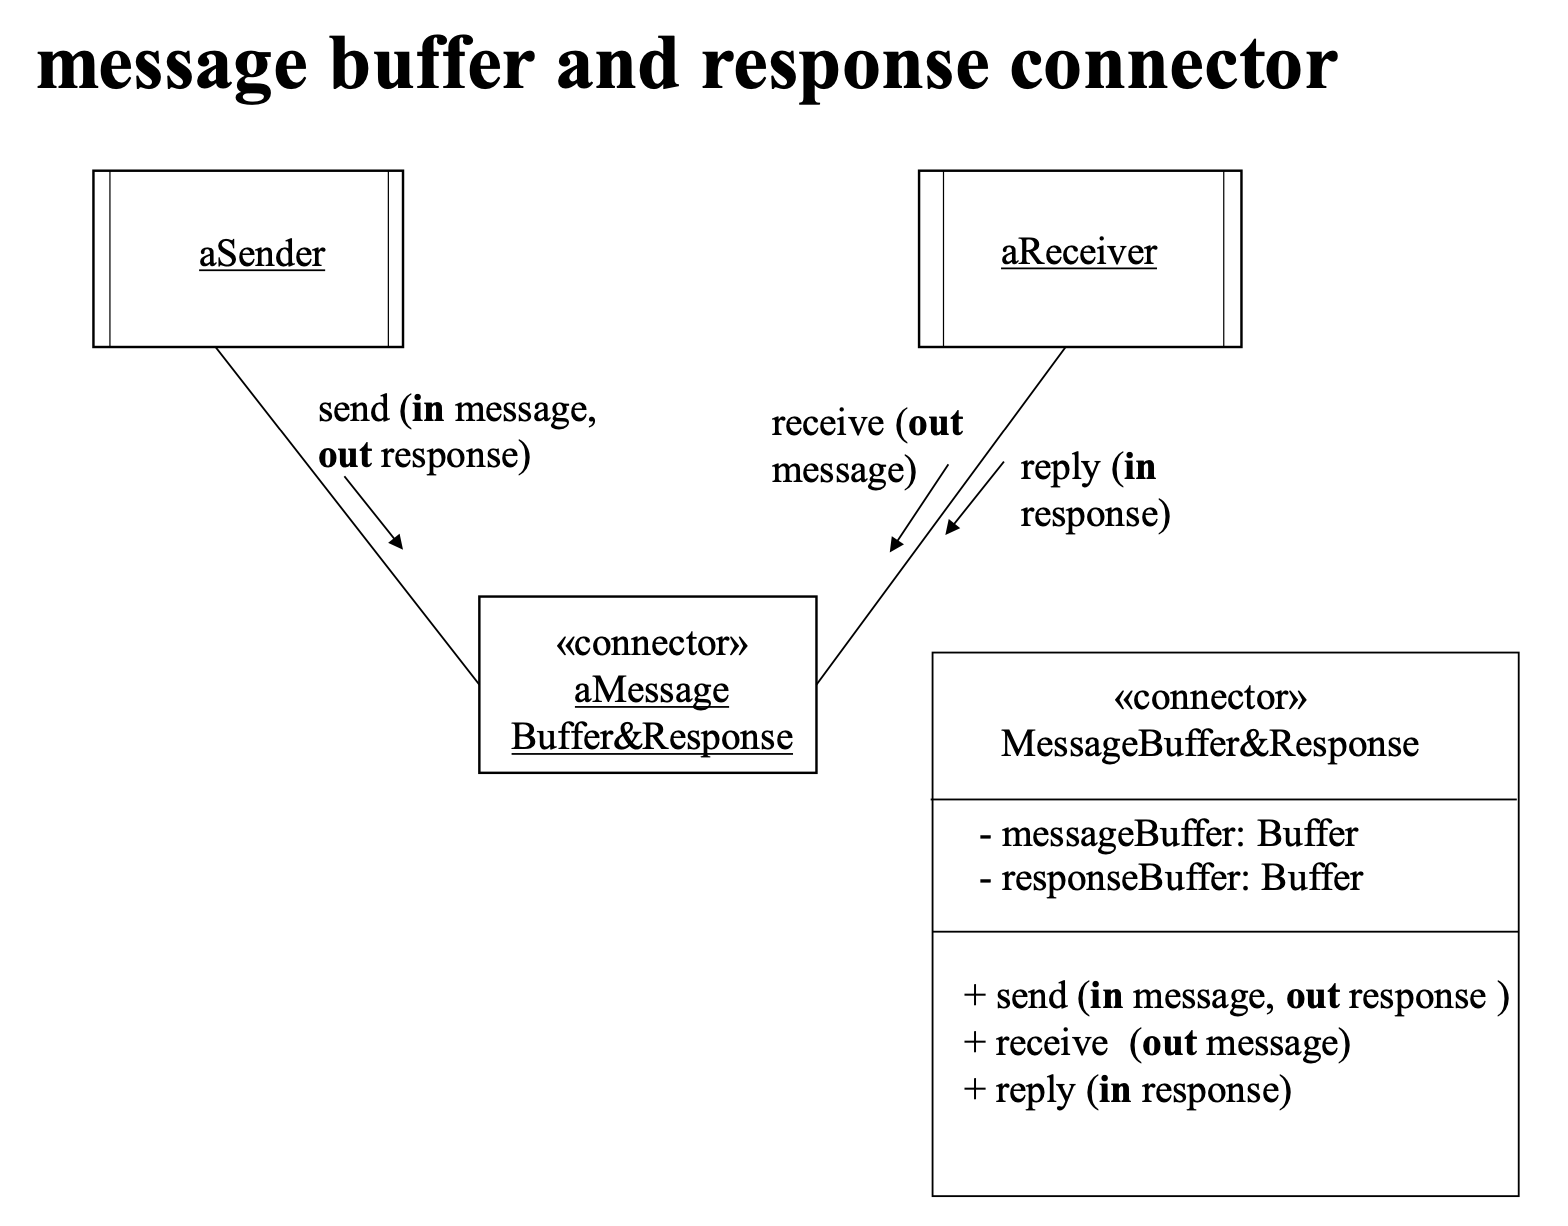 message buffer and response connector
aSender
aReceiver
send (in message,
out response)
receive (out
message)
reply (in
response)
«connector»
aMessage
Buffer&Response
«connector»
MessageBuffer&Response
- messageBuffer: Buffer
- responseBuffer: Buffer
+ send (in message, out response )
+ receive  (out message)
+ reply (in response)